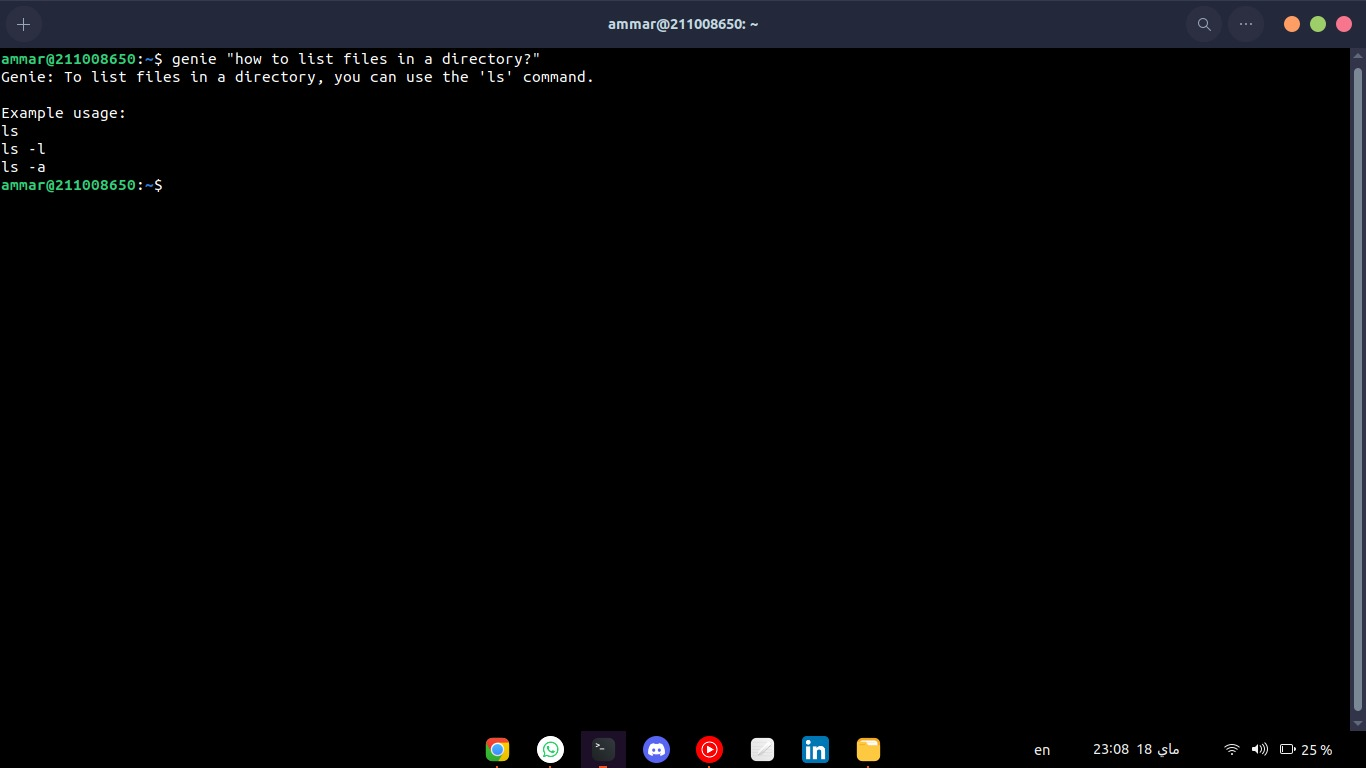 ammar@211008650: ~
ammar@211008650:~$ genie "how to list files in a directory?"
Genie: To list files in a directory, you can use the 'ls' command.
Example usage:
ls
ls -l
ls -a
ammar@211008650:~$
en 23:08 18 ماي 25 %